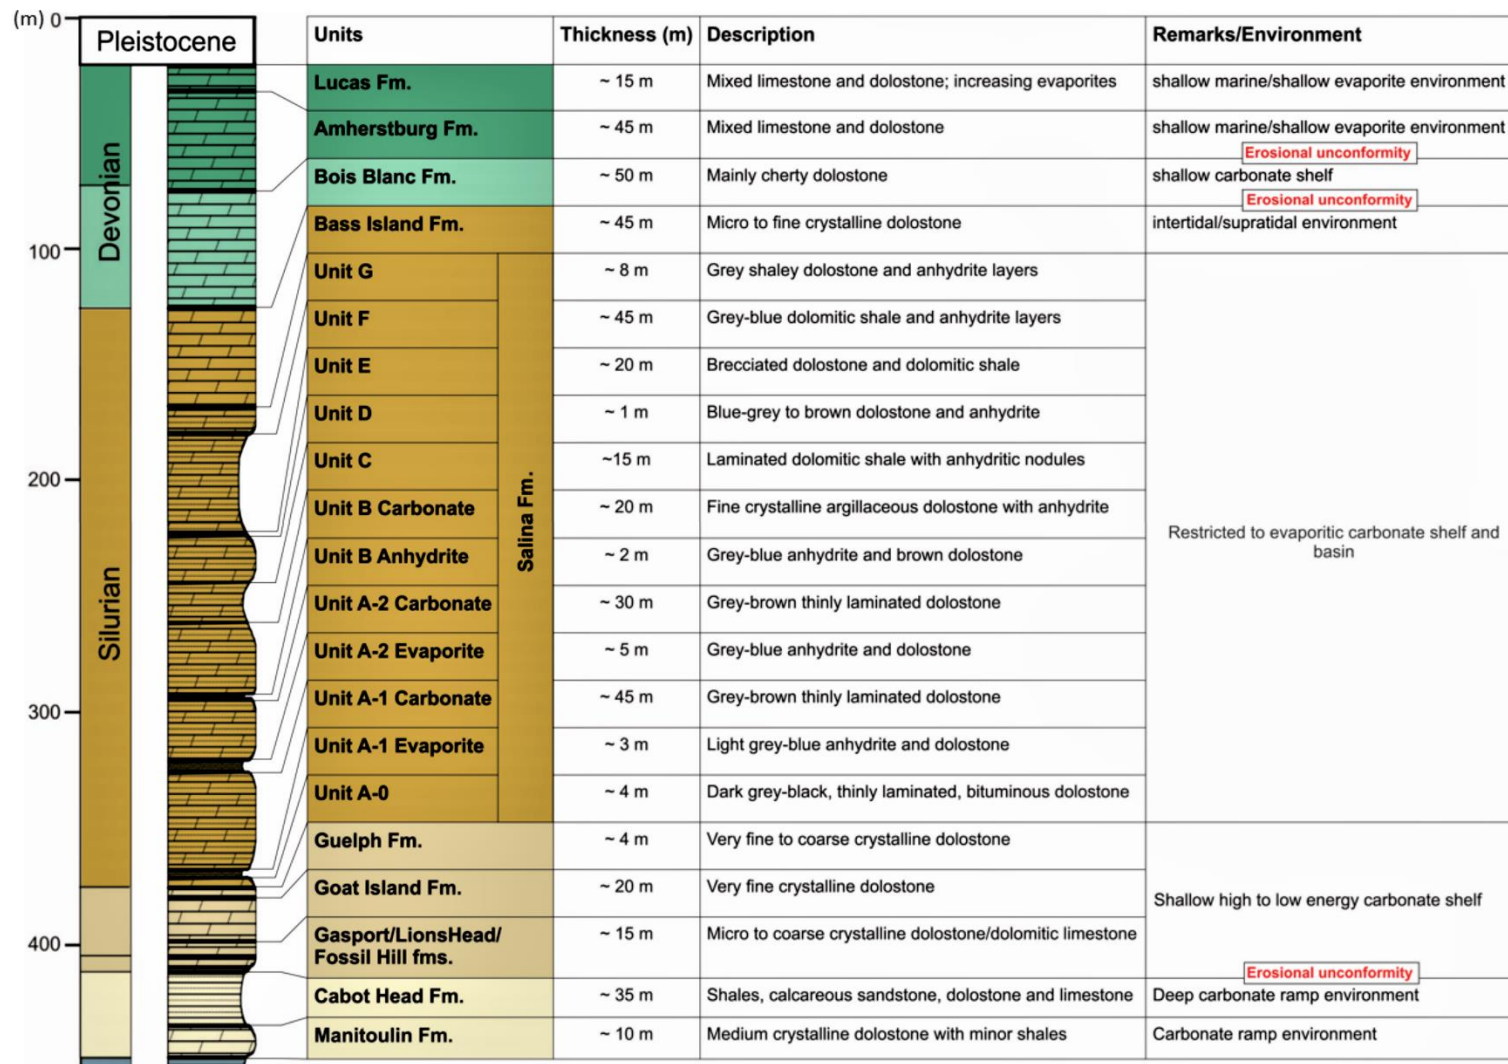 (m) 0
Pleistocene
Units Thickness (m) Description Remarks/Environment
Lucas Fm. ~ 15 m Mixed limestone and dolostone; increasing evaporites shallow marine/shallow evaporite environment
Amherstburg Fm. ~ 45 m Mixed limestone and dolostone shallow marine/shallow evaporite environment
Erosional unconformity
Bois Blanc Fm. ~ 50 m Mainly cherty dolostone shallow carbonate shelf
Erosional unconformity
Bass Island Fm. ~ 45 m Micro to fine crystalline dolostone intertidal/supratidal environment
Devonian
100
Unit G ~ 8 m Grey shaley dolostone and anhydrite layers
Unit F ~ 45 m Grey-blue dolomitic shale and anhydrite layers
Unit E ~ 20 m Brecciated dolostone and dolomitic shale
Unit D ~ 1 m Blue-grey to brown dolostone and anhydrite
Unit C ~15 m Laminated dolomitic shale with anhydritic nodules
200
Unit B Carbonate ~ 20 m Fine crystalline argillaceous dolostone with anhydrite
Salina Fm.
Restricted to evaporitic carbonate shelf and
basin
Unit B Anhydrite ~ 2 m Grey-blue anhydrite and brown dolostone
Unit A-2 Carbonate ~ 30 m Grey-brown thinly laminated dolostone
Silurian
Unit A-2 Evaporite ~ 5 m Grey-blue anhydrite and dolostone
Unit A-1 Carbonate ~ 45 m Grey-brown thinly laminated dolostone
300
Unit A-1 Evaporite ~ 3 m Light grey-blue anhydrite and dolostone
Unit A-0 ~ 4 m Dark grey-black, thinly laminated, bituminous dolostone
Guelph Fm. ~ 4 m Very fine to coarse crystalline dolostone
Goat Island Fm. ~ 20 m Very fine crystalline dolostone
Shallow high to low energy carbonate shelf
400
Gasport/LionsHead/ ~ 15 m Micro to coarse crystalline dolostone/dolomitic limestone
Fossil Hill fms.
Erosional unconformity
Cabot Head Fm. ~ 35 m Shales, calcareous sandstone, dolostone and limestone Deep carbonate ramp environment
Manitoulin Fm. ~ 10 m Medium crystalline dolostone with minor shales Carbonate ramp environment